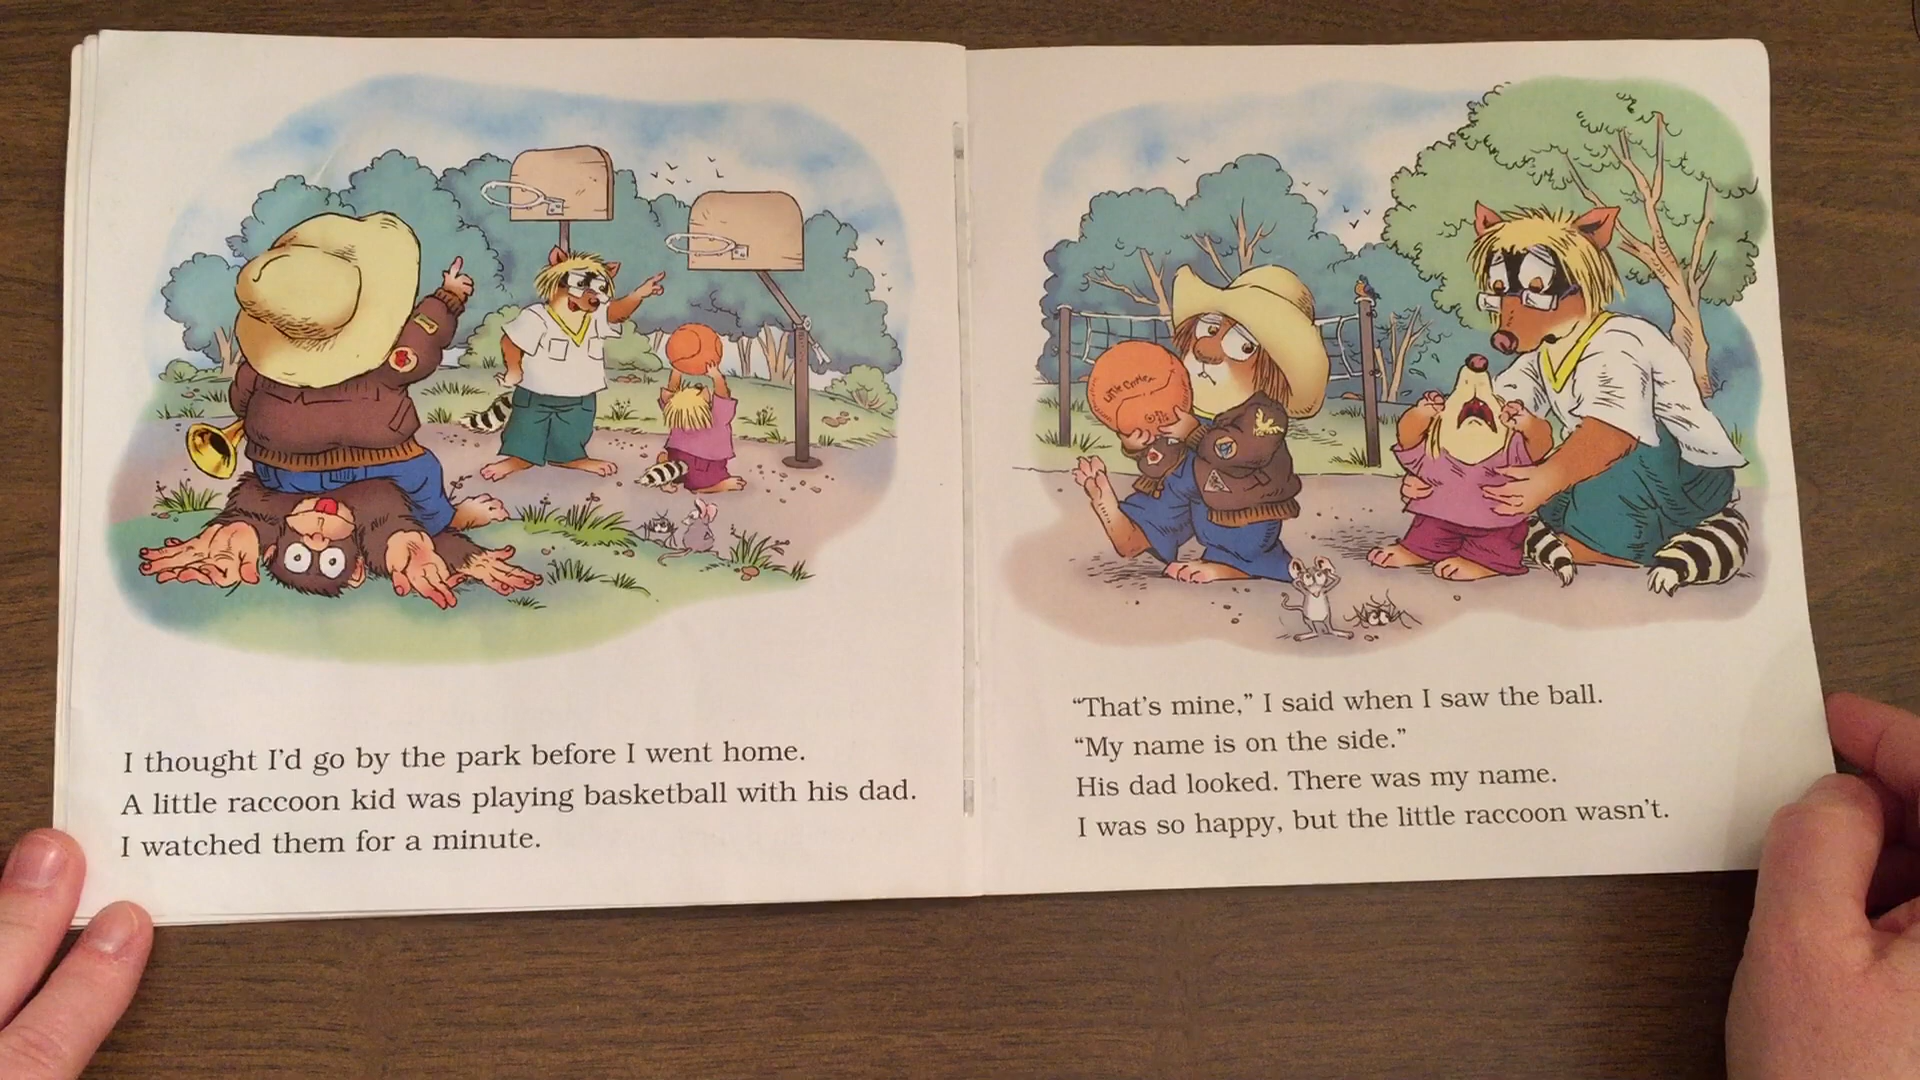 I thought I'd go by the park before I went home.
A little raccoon kid was playing basketball with his dad.
I watched them for a minute.
Little Critter
"That's mine," I said when I saw the ball.
"My name is on the side."
His dad looked. There was my name.
I was so happy, but the little raccoon wasn't.